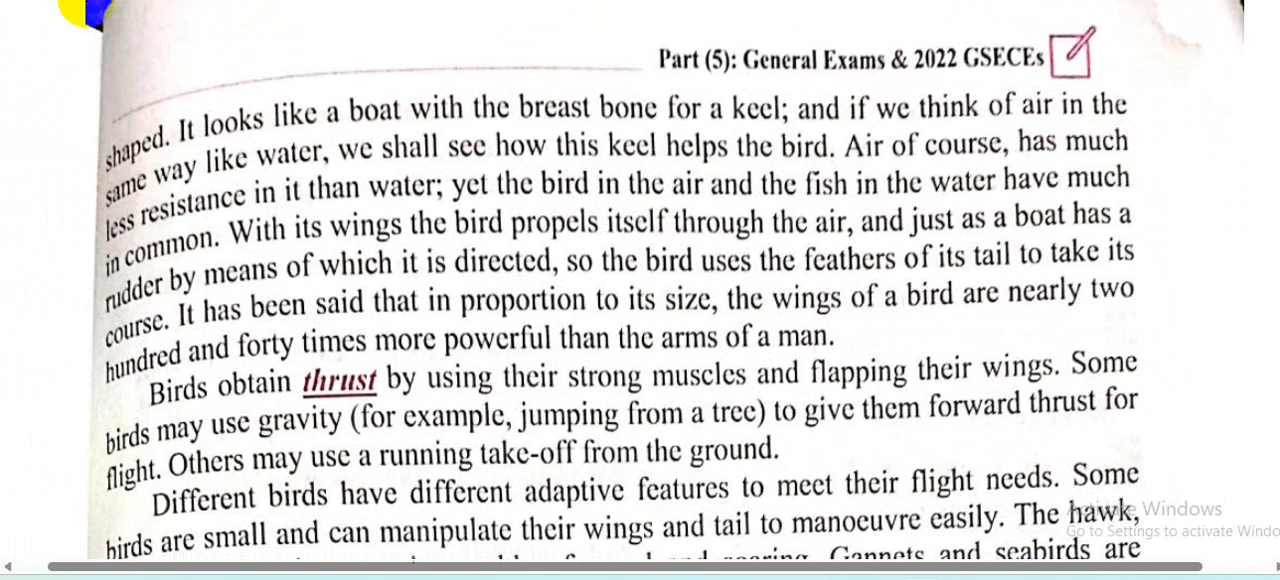 Part (5): General Exams & 2022 GSECEs
shaped. It looks like a boat with the breast bone for a keel; and if we think of air in the
same way like water, we shall see how this keel helps the bird. Air of course, has much
less resistance in it than water; yet the bird in the air and the fish in the water have much
in common. With its wings the bird propels itself through the air, and just as a boat has a
rudder by means of which it is directed, so the bird uses the feathers of its tail to take its
course. It has been said that in proportion to its size, the wings of a bird are nearly two
hundred and forty times more powerful than the arms of a man.
Birds obtain thrust by using their strong muscles and flapping their wings. Some
birds may use gravity (for example, jumping from a tree) to give them forward thrust for
flight. Others may use a running take-off from the ground.
Different birds have different adaptive features to meet their flight needs. Some
birds are small and can manipulate their wings and tail to manoeuvre easily. The hawk,
Gannets and seabirds are
Activate Windows
Go to Settings to activate Windo